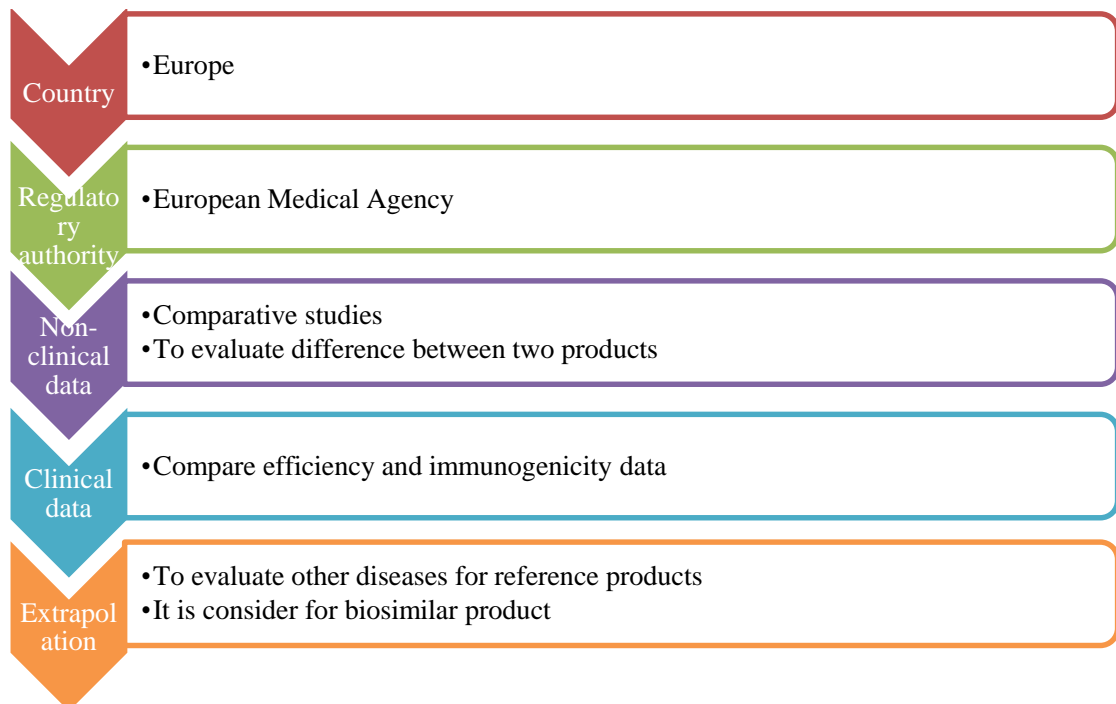 Country
•Europe
Regulato
ry
authority
•European Medical Agency
Non-
clinical
data
•Comparative studies
•To evaluate difference between two products
Clinical
data
•Compare efficiency and immunogenicity data
Extrapol
ation
•To evaluate other diseases for reference products
•It is consider for biosimilar product